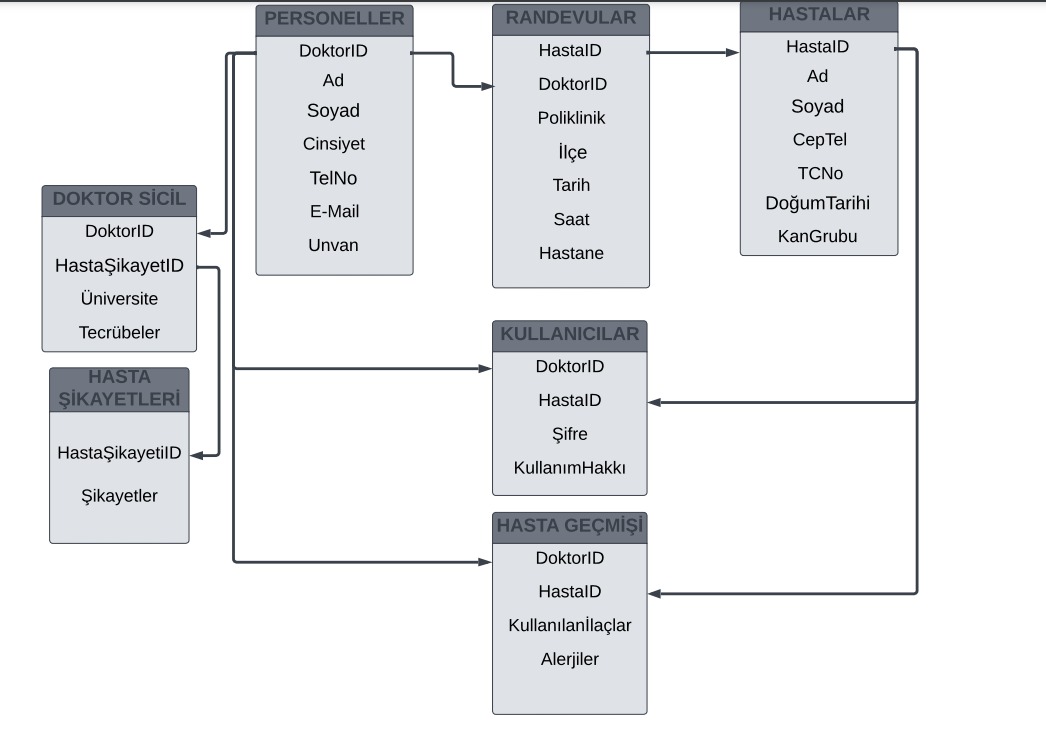 PERSONELLER
DoktorID
Ad
Soyad
Cinsiyet
TelNo
E-Mail
Unvan
RANDEVULAR
HastaID
DoktorID
Poliklinik
İlçe
Tarih
Saat
Hastane
HASTALAR
HastaID
Ad
Soyad
CepTel
TCNo
DoğumTarihi
KanGrubu
DOKTOR SİCİL
DoktorID
HastaŞikayetID
Üniversite
Tecrübeler
HASTA
ŞİKAYETLERİ
HastaŞikayetiID
Şikayetler
KULLANICILAR
DoktorID
HastaID
Şifre
KullanımHakkı
HASTA GEÇMİŞİ
DoktorID
HastaID
Kullanılanİlaçlar
Alerjiler